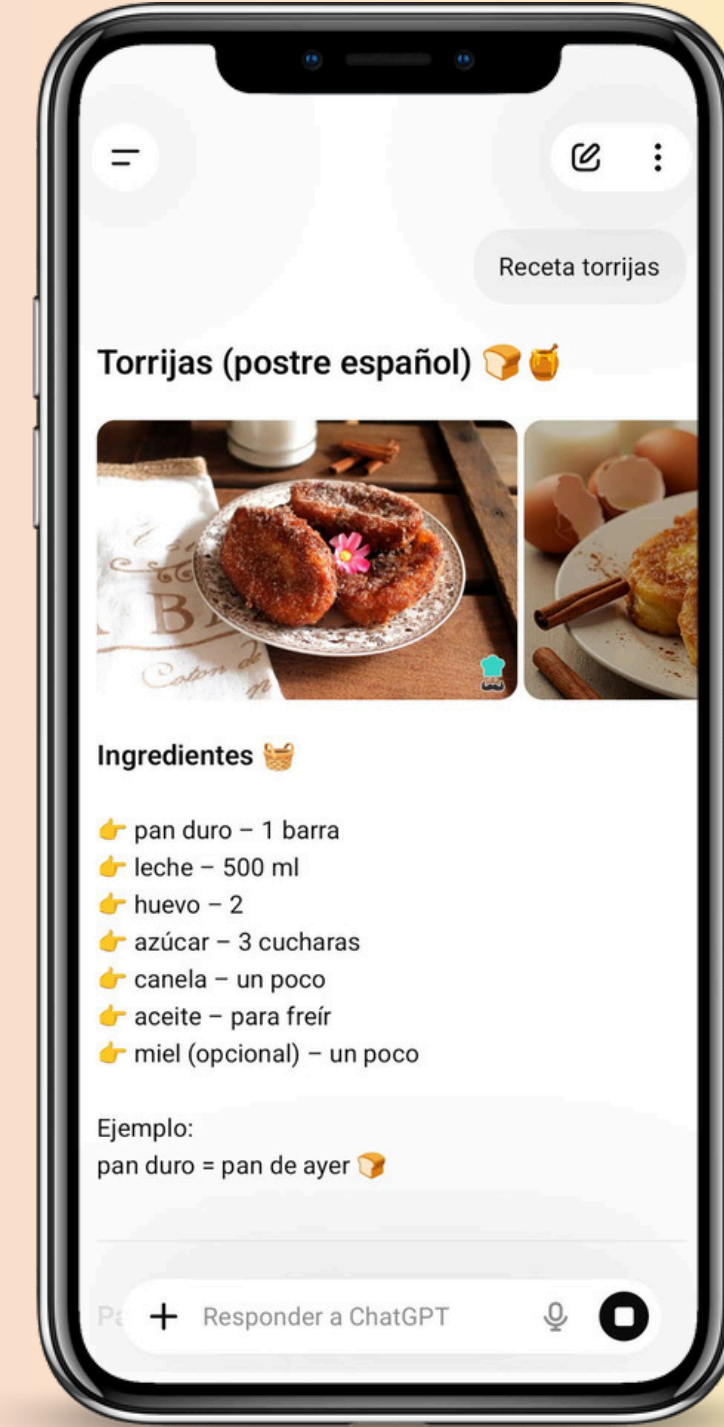 Receta torrijas
Torrijas (postre español) 🍞🍯
Ingredientes 🧺
👉 pan duro – 1 barra
👉 leche – 500 ml
👉 huevo – 2
👉 azúcar – 3 cucharas
👉 canela – un poco
👉 aceite – para freír
👉 miel (opcional) – un poco
Ejemplo:
pan duro = pan de ayer 🍞
Responder a ChatGPT